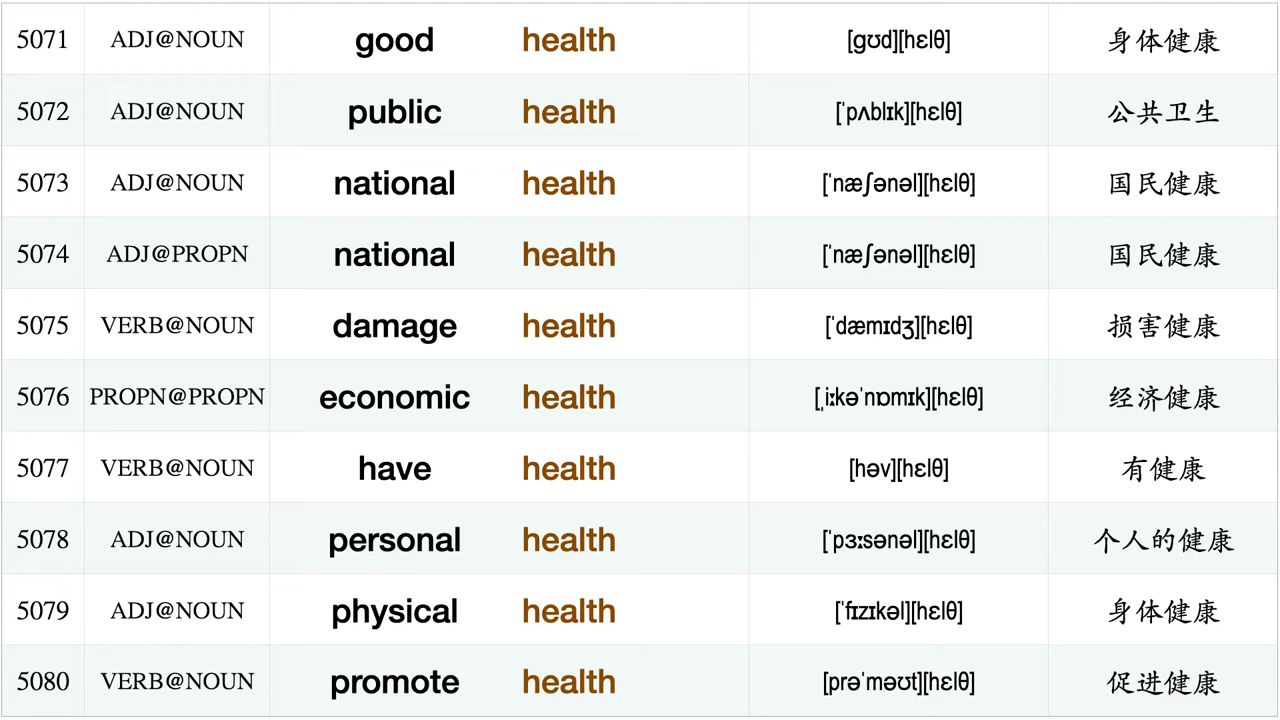 5071 ADJ@NOUN good health [ɡʊd][hɛlθ] 身体健康
5072 ADJ@NOUN public health [ˈpʌblɪk][hɛlθ] 公共卫生
5073 ADJ@NOUN national health [ˈnæʃənəl][hɛlθ] 国民健康
5074 ADJ@PROPN national health [ˈnæʃənəl][hɛlθ] 国民健康
5075 VERB@NOUN damage health [ˈdæmɪdʒ][hɛlθ] 损害健康
5076 PROPN@PROPN economic health [ˌiːkəˈnɒmɪk][hɛlθ] 经济健康
5077 VERB@NOUN have health [həv][hɛlθ] 有健康
5078 ADJ@NOUN personal health [ˈpɜːsənəl][hɛlθ] 个人的健康
5079 ADJ@NOUN physical health [ˈfɪzɪkəl][hɛlθ] 身体健康
5080 VERB@NOUN promote health [prəˈməʊt][hɛlθ] 促进健康